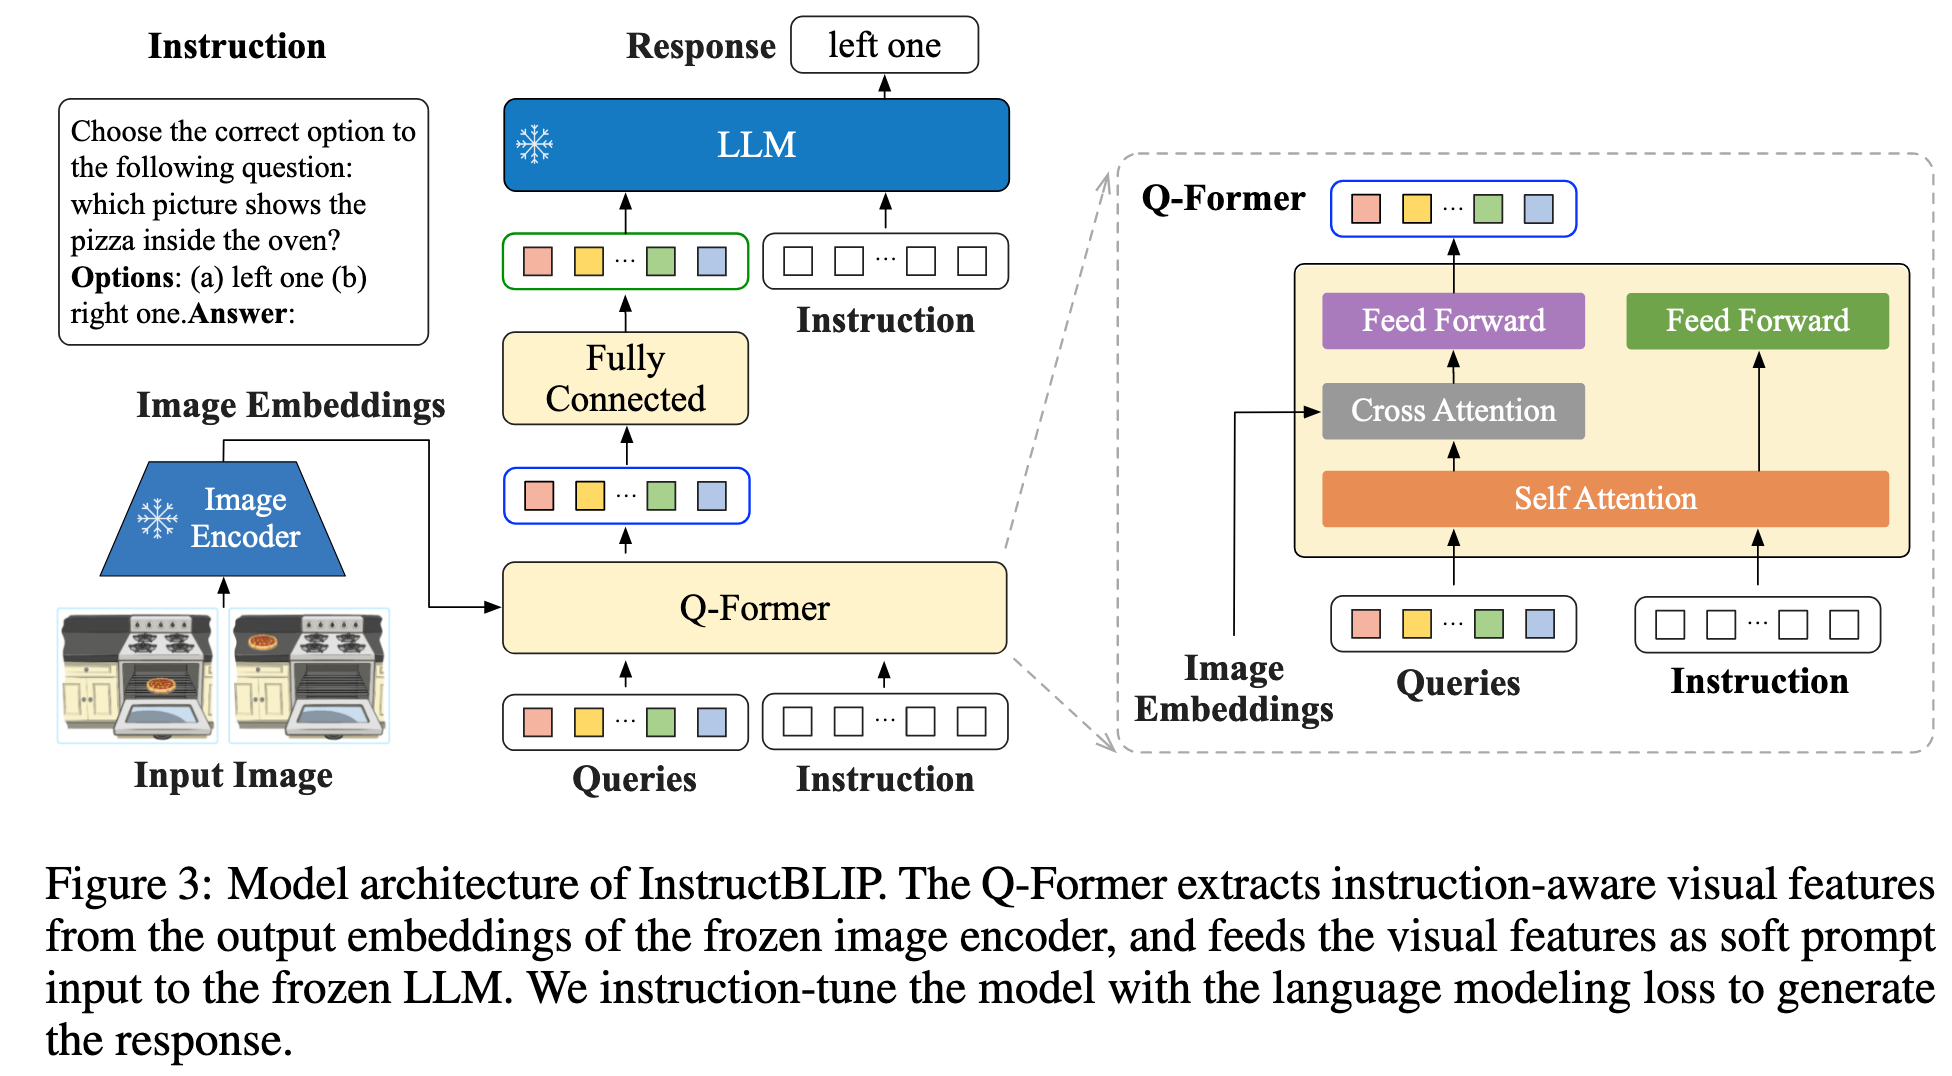 Instruction
Choose the correct option to
the following question:
which picture shows the
pizza inside the oven?
Options: (a) left one (b)
right one.Answer:
Image Embeddings
Image
Encoder
Input Image
Response
left one
LLM
...
...
Instruction
Fully
Connected
...
Q-Former
...
...
Queries
Instruction
Q-Former
...
Feed Forward
Feed Forward
Cross Attention
Self Attention
...
...
Image
Embeddings
Queries
Instruction
Figure 3: Model architecture of InstructBLIP. The Q-Former extracts instruction-aware visual features
from the output embeddings of the frozen image encoder, and feeds the visual features as soft prompt
input to the frozen LLM. We instruction-tune the model with the language modeling loss to generate
the response.